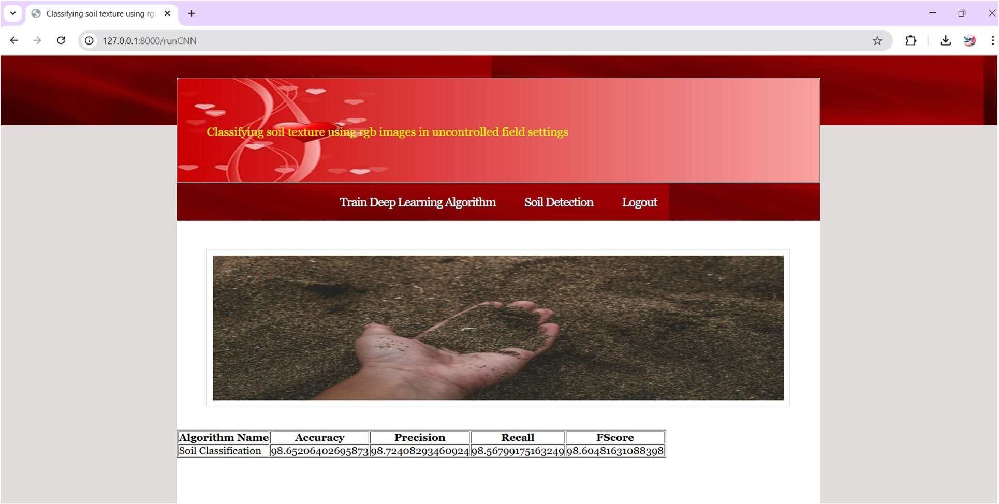 Classifying soil texture using rg
127.0.0.1:8000/runCNN
Classifying soil texture using rgb images in uncontrolled field settings
Train Deep Learning Algorithm Soil Detection Logout
Algorithm Name Accuracy Precision Recall FScore
Soil Classification 98.65206402695873 98.72408293460924 98.56799175163249 98.60481631088398